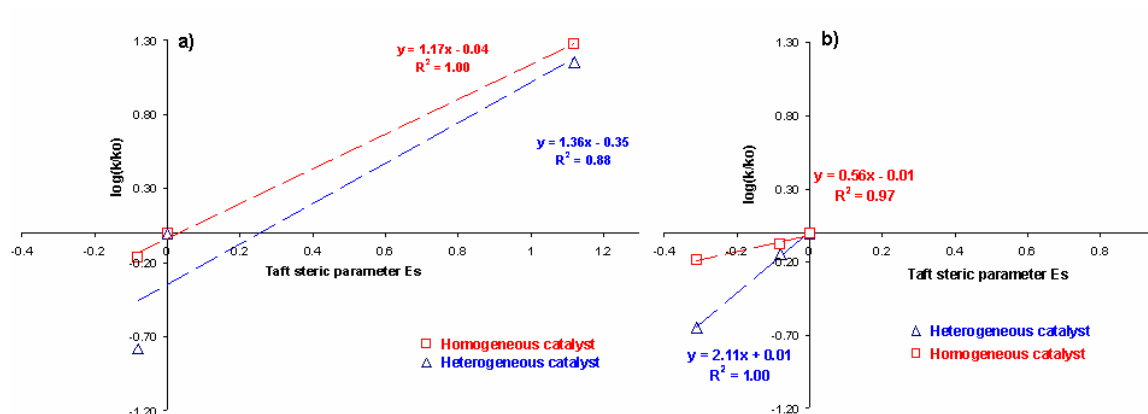 a)
1.30
0.80
0.30
-0.20
-0.70
-1.20
log(k/ko)
-0.4
-0.2
0
0.2
0.4
0.6
0.8
1
1.2
Taft steric parameter Es
y = 1.17x - 0.04
R2 = 1.00
y = 1.36x - 0.35
R2 = 0.88
Homogeneous catalyst
Heterogeneous catalyst
b)
1.30
0.80
0.30
-0.20
-0.70
-1.20
log(k/ko)
-0.4
-0.2
0
0.2
0.4
0.6
0.8
Taft steric parameter Es
y = 0.56x - 0.01
R2 = 0.97
Heterogeneous catalyst
Homogeneous catalyst
y = 2.11x + 0.01
R2 = 1.00